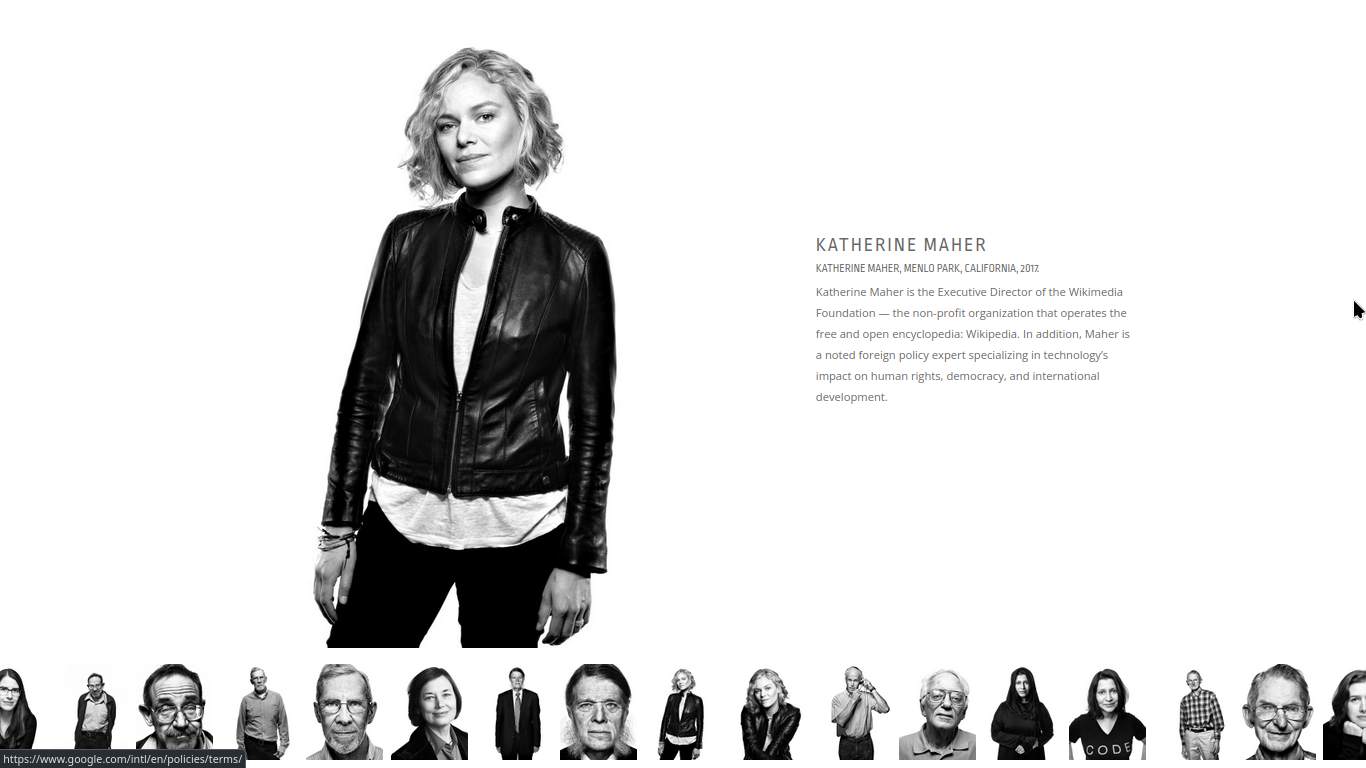 KATHERINE MAHER
KATHERINE MAHER, MENLO PARK, CALIFORNIA, 2017.
Katherine Maher is the Executive Director of the Wikimedia
Foundation — the non-profit organization that operates the
free and open encyclopedia: Wikipedia. In addition, Maher is
a noted foreign policy expert specializing in technology’s
impact on human rights, democracy, and international
development.
CODE
https://www.google.com/intl/en/policies/terms/